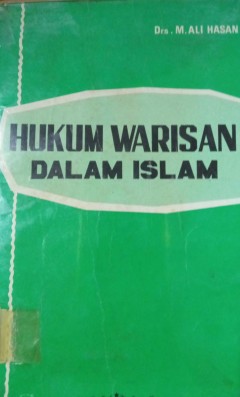 Drs. M. ALI HASAN
HUKUM WARISAN
DALAM ISLAM